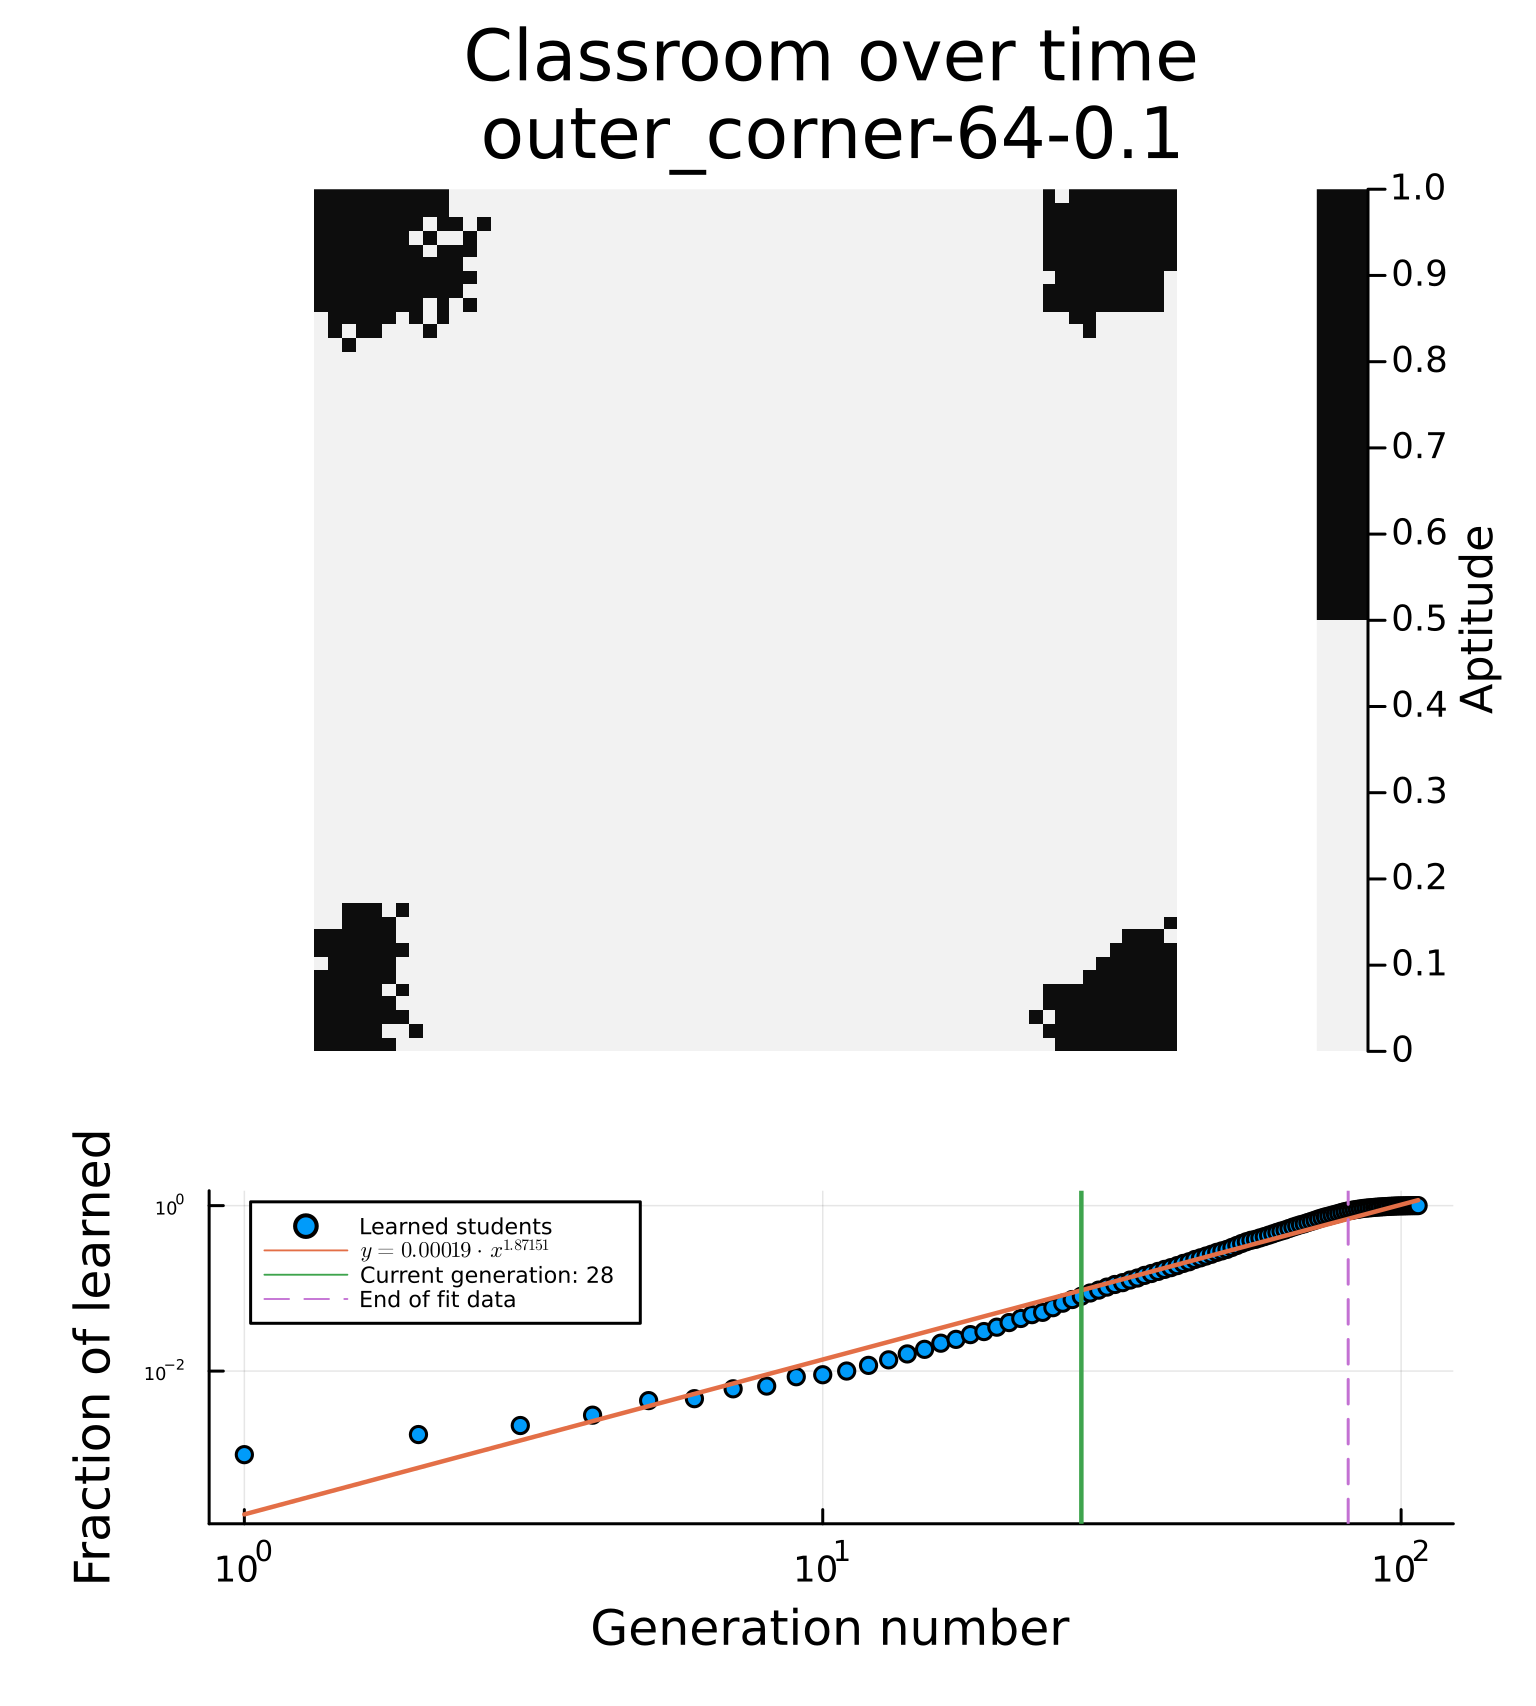 Classroom over time
outer_corner-64-0.1
1.0
0.9
0.8
0.7
0.6
0.5
0.4
0.3
0.2
0.1
0
Aptitude
Fraction of learned
10⁰
10⁻²
Learned students
y = 0.00019 · x^{1.87151}
Current generation: 28
End of fit data
10⁰
10¹
10²
Generation number